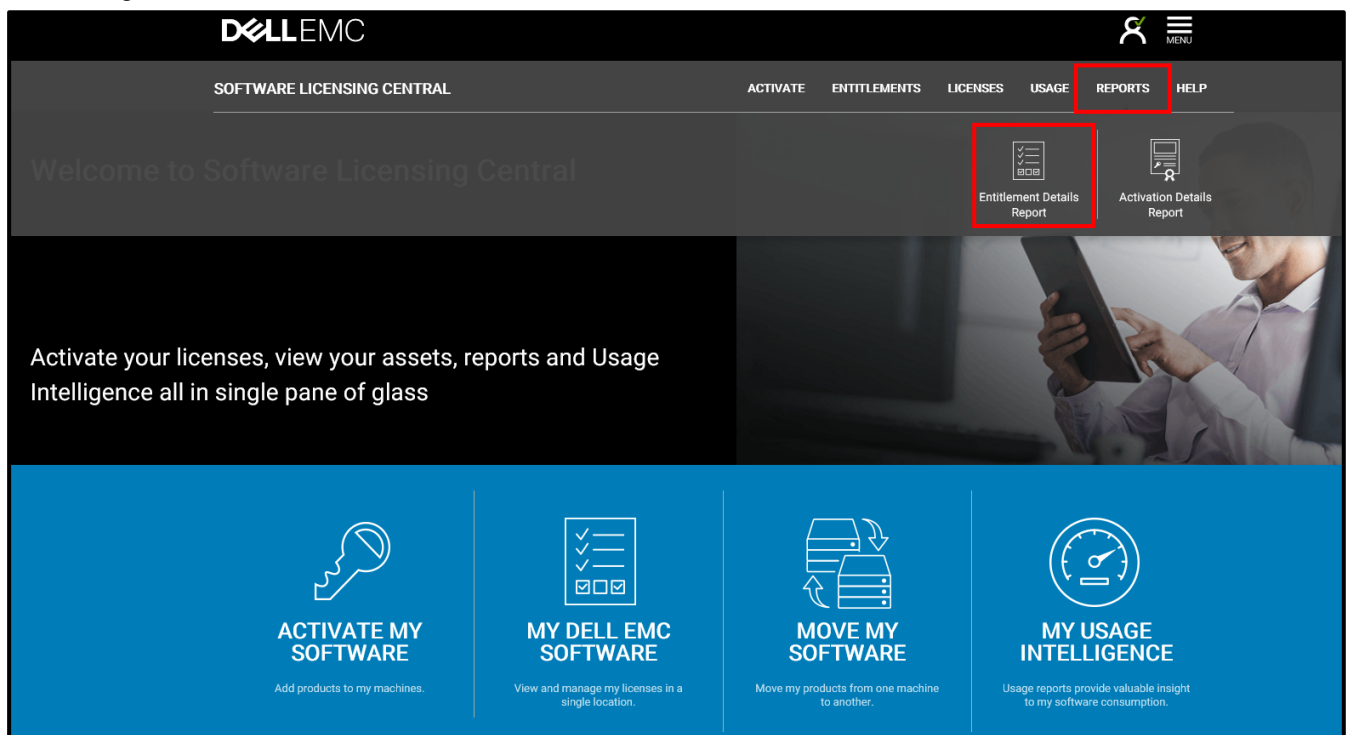 DELLEMC
MENU
SOFTWARE LICENSING CENTRAL
ACTIVATE ENTITLEMENTS LICENSES USAGE REPORTS HELP
Welcome to Software Licensing Central
Entitlement Details
Report
Activation Details
Report
Activate your licenses, view your assets, reports and Usage
Intelligence all in single pane of glass
ACTIVATE MY
SOFTWARE
Add products to my machines.
MY DELL EMC
SOFTWARE
View and manage my licenses in a
single location.
MOVE MY
SOFTWARE
Move my products from one machine
to another.
MY USAGE
INTELLIGENCE
Usage reports provide valuable insight
to my software consumption.